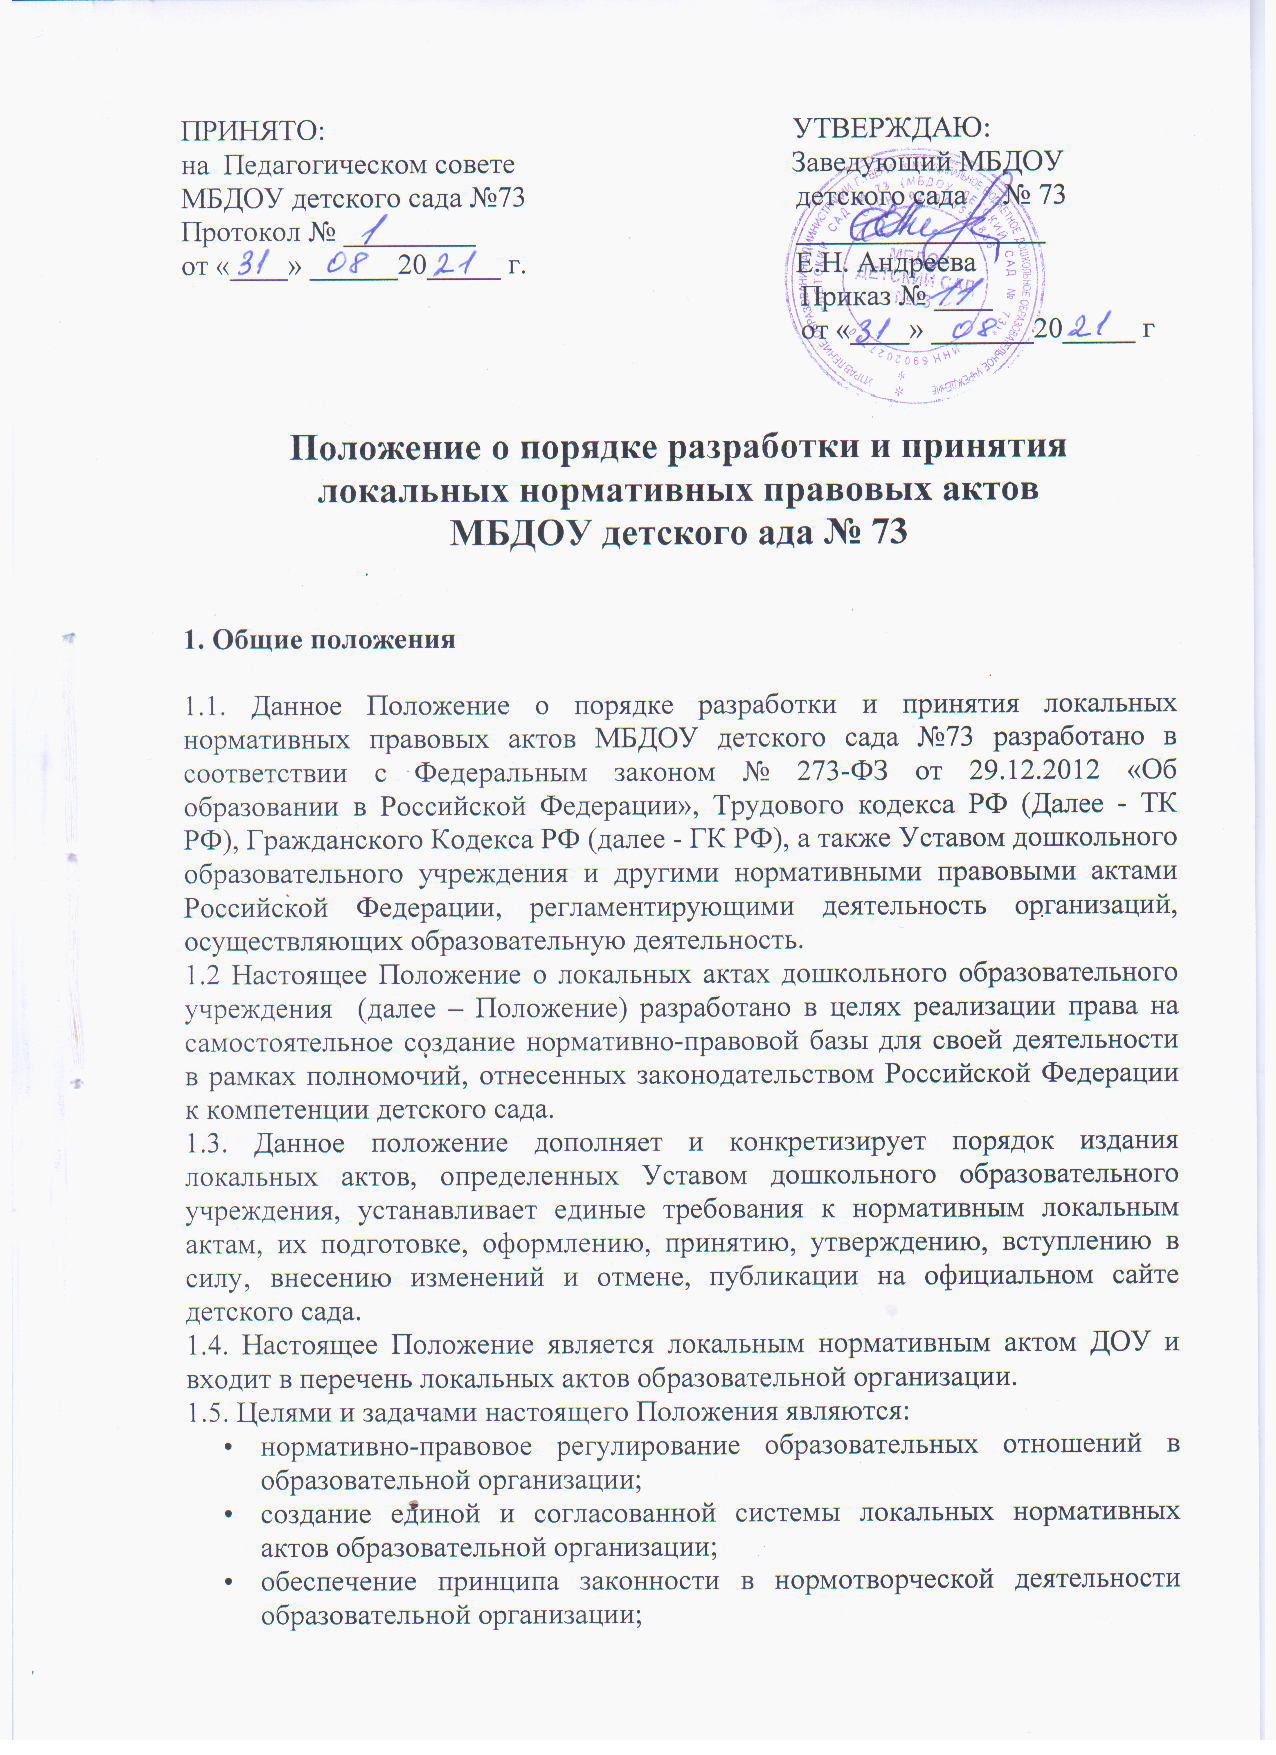 ПРИНЯТО:
на Педагогическом совете
МБДОУ детского сада №73
Протокол № 1
от «31» 08 2021 г.
УТВЕРЖДАЮ:
Заведующий МБДОУ
детского сада № 73
Е.Н. Андреева
Приказ № 11
от «31» 08 2021 г
МБДОУ
ДЕТСКИЙ САД
Положение о порядке разработки и принятия
локальных нормативных правовых актов
МБДОУ детского ада № 73
1. Общие положения
1.1. Данное Положение о порядке разработки и принятия локальных
нормативных правовых актов МБДОУ детского сада №73 разработано в
соответствии с Федеральным законом № 273-ФЗ от 29.12.2012 «Об
образовании в Российской Федерации», Трудового кодекса РФ (Далее - ТК
РФ), Гражданского Кодекса РФ (далее - ГК РФ), а также Уставом дошкольного
образовательного учреждения и другими нормативными правовыми актами
Российской Федерации, регламентирующими деятельность организаций,
осуществляющих образовательную деятельность.
1.2 Настоящее Положение о локальных актах дошкольного образовательного
учреждения (далее – Положение) разработано в целях реализации права на
самостоятельное создание нормативно-правовой базы для своей деятельности
в рамках полномочий, отнесенных законодательством Российской Федерации
к компетенции детского сада.
1.3. Данное положение дополняет и конкретизирует порядок издания
локальных актов, определенных Уставом дошкольного образовательного
учреждения, устанавливает единые требования к нормативным локальным
актам, их подготовке, оформлению, принятию, утверждению, вступлению в
силу, внесению изменений и отмене, публикации на официальном сайте
детского сада.
1.4. Настоящее Положение является локальным нормативным актом ДОУ и
входит в перечень локальных актов образовательной организации.
1.5. Целями и задачами настоящего Положения являются:
• нормативно-правовое регулирование образовательных отношений в
образовательной организации;
• создание единой и согласованной системы локальных нормативных
актов образовательной организации;
• обеспечение принципа законности в нормотворческой деятельности
образовательной организации;